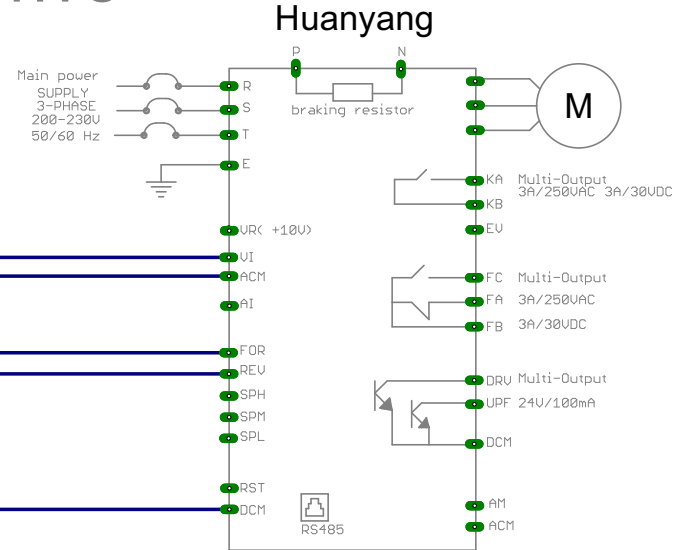 Huanyang
P
N
Main power
SUPPLY
3-PHASE
200-230V
50/60 Hz
R
S
T
E
braking resistor
M
KA Multi-Output
3A/250VAC 3A/30VDC
KB
EV
VR( +10V)
VI
ACM
AI
FC Multi-Output
FA 3A/250VAC
FB 3A/30VDC
FOR
REV
SPH
SPM
SPL
DRV Multi-Output
UPF 24V/100mA
DCM
RST
DCM
RS485
AM
ACM